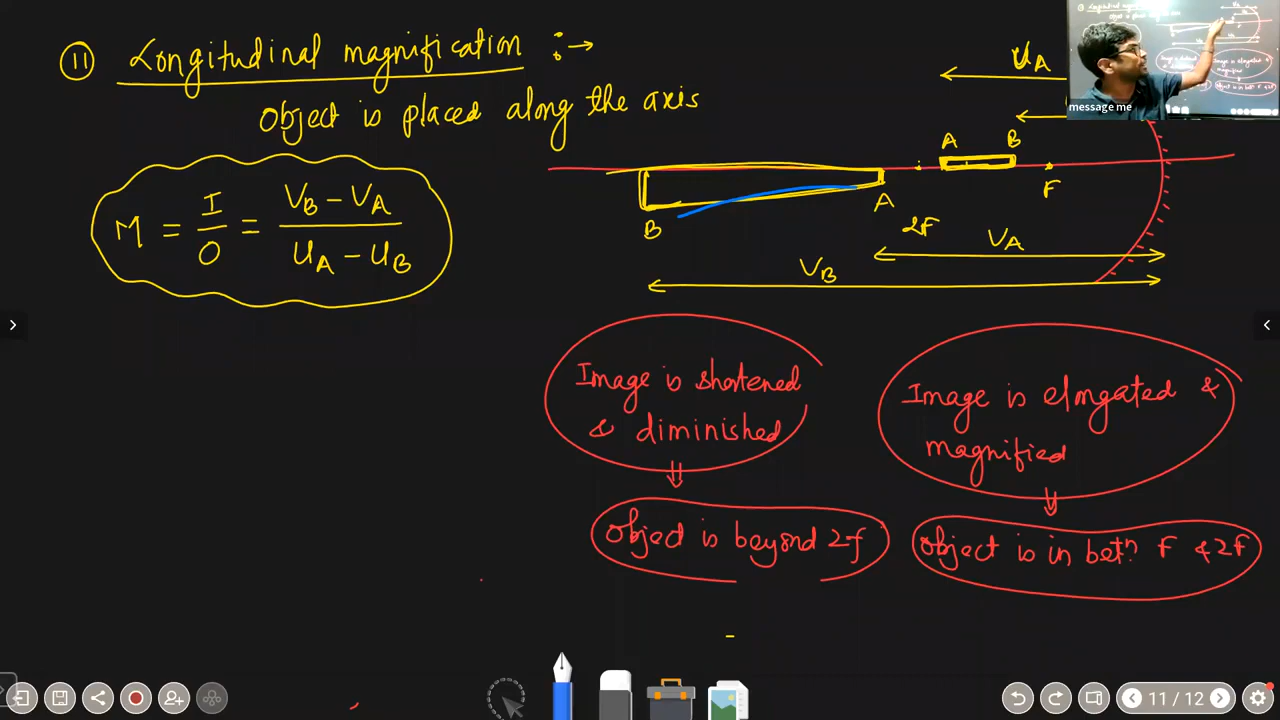 11 Longitudinal magnification :→
Object is placed along the axis
M = I/O = (VB − VA)/(uA − uB)
uA
message me
A B
F
A
B
2F
VA
VB
Image is shortened
& diminished
⇓
Object is beyond 2f
Image is elongated &
magnified
⇓
Object is in betn F & 2F
11 / 12